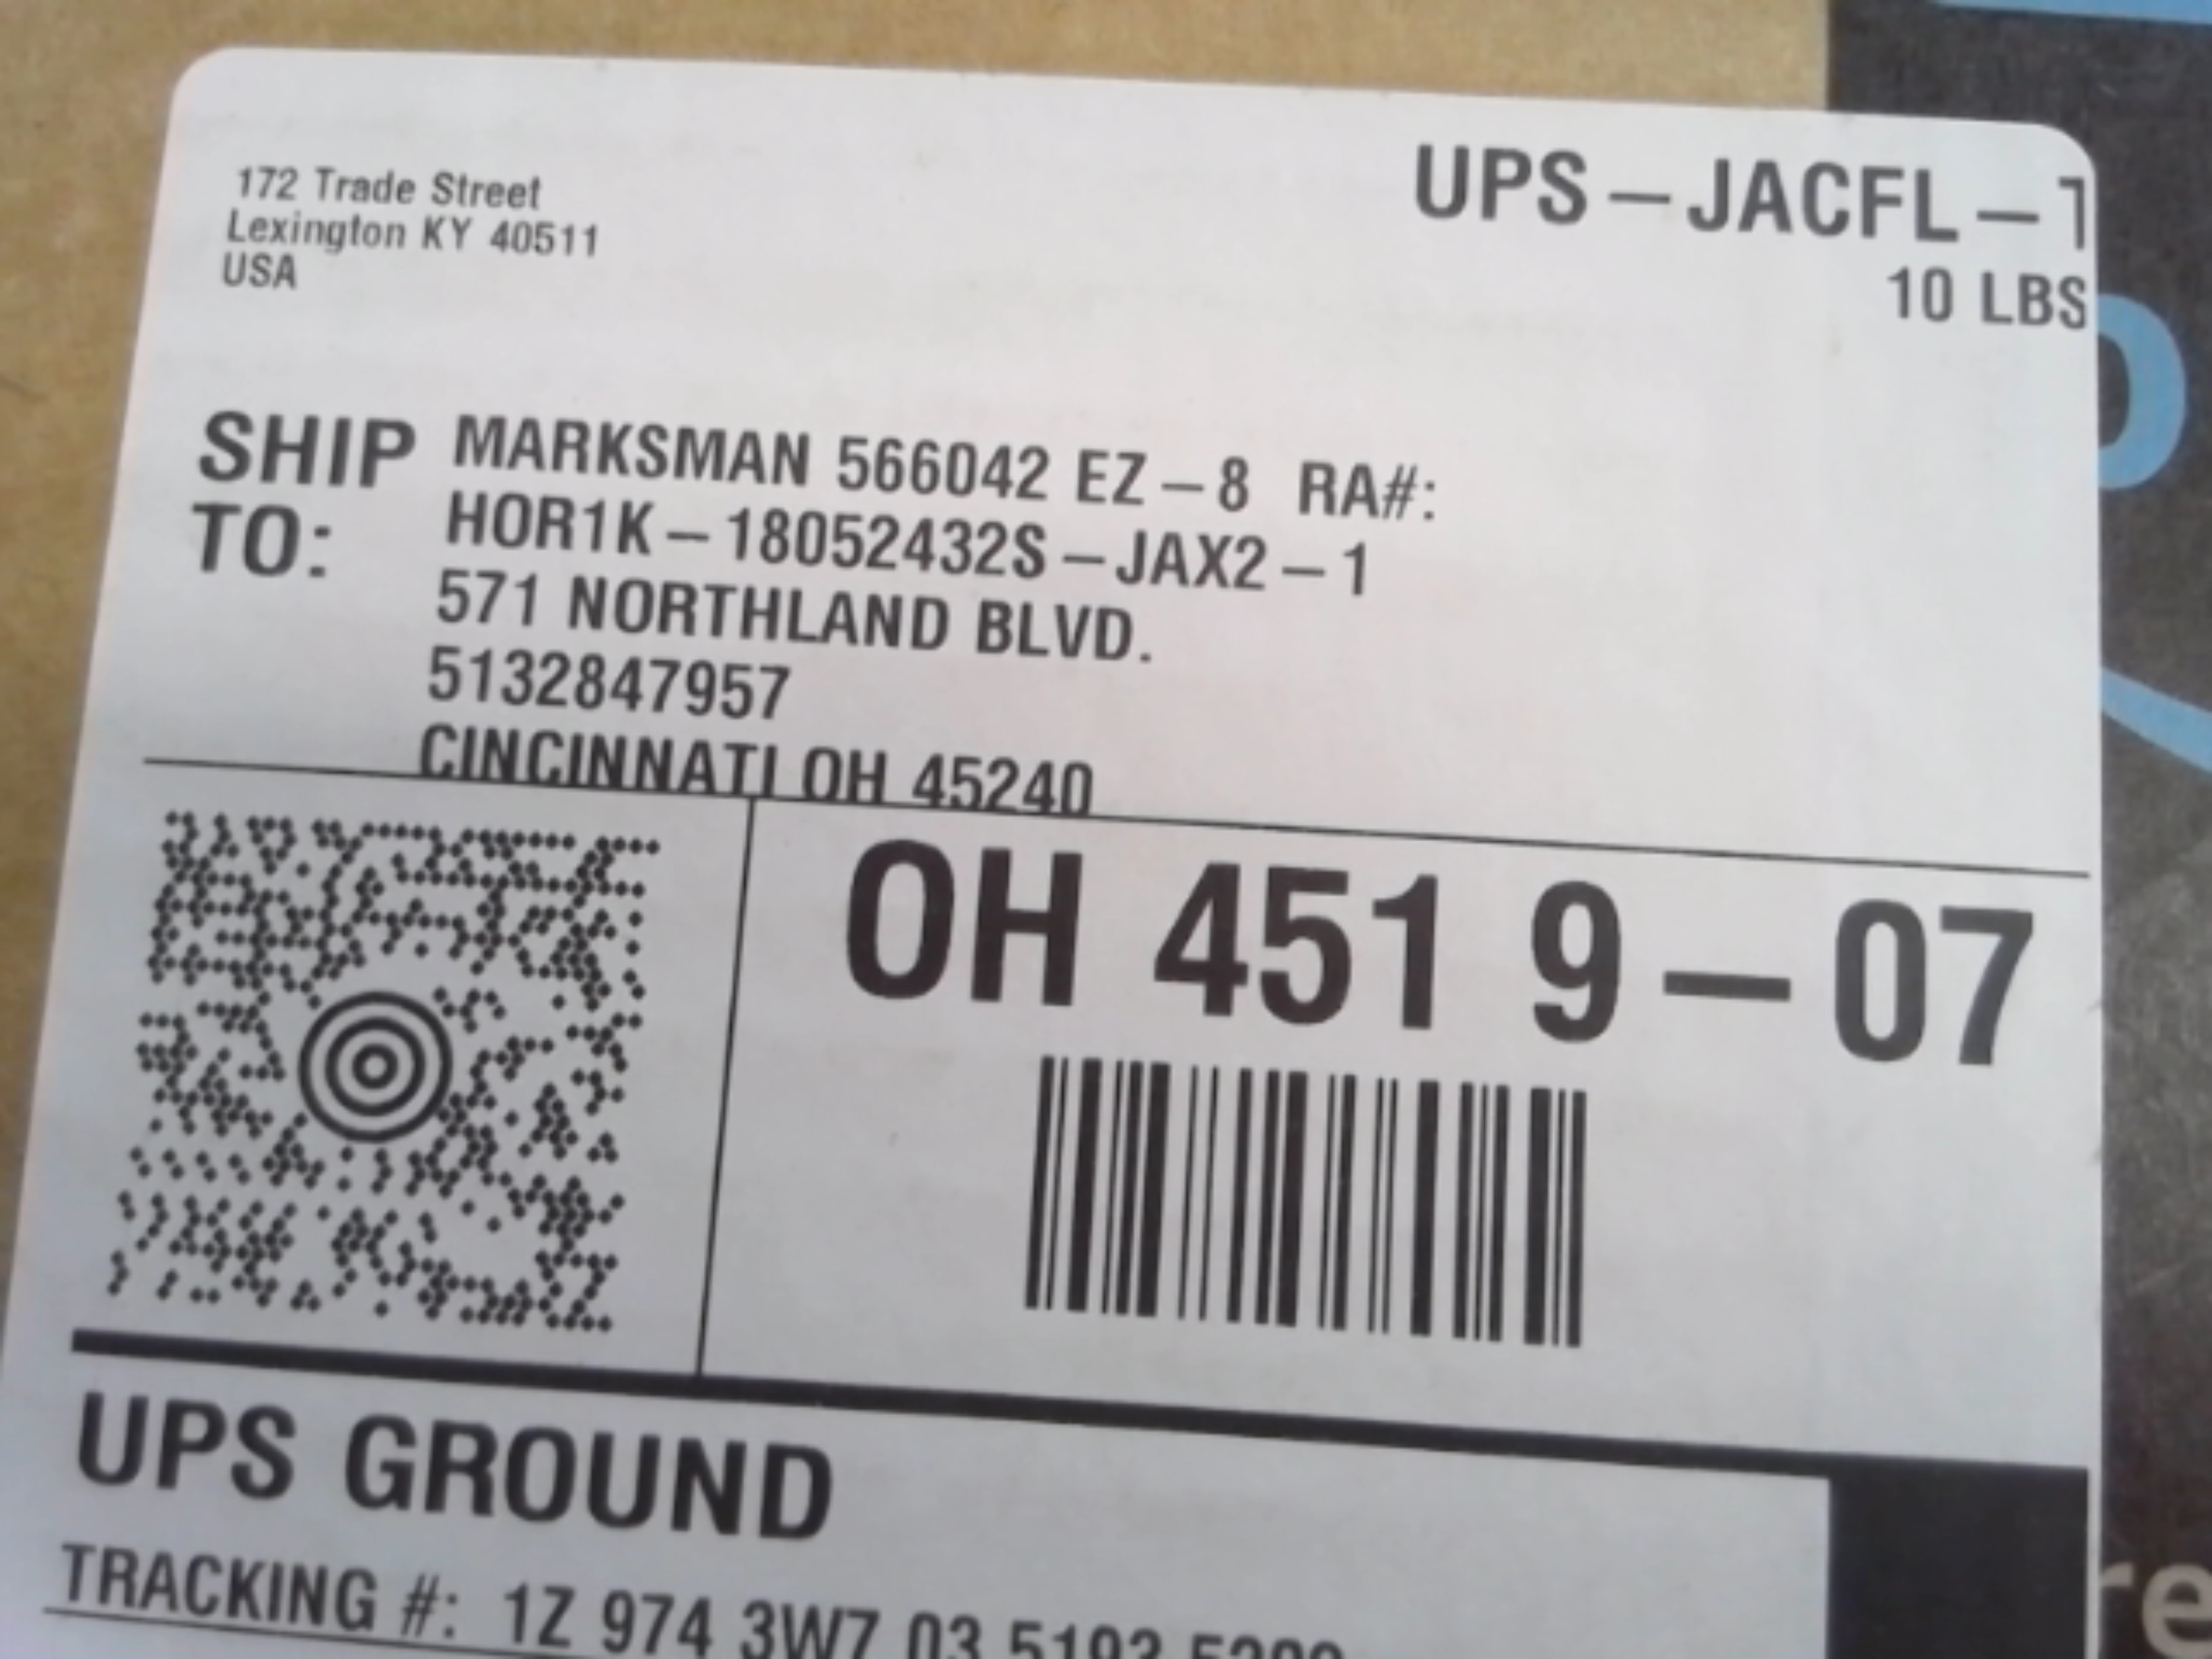 172 Trade Street
Lexington KY 40511
USA
UPS-JACFL-1
10 LBS
SHIP TO:
MARKSMAN 566042 EZ-8 RA#:
HOR1K-18052432S-JAX2-1
571 NORTHLAND BLVD.
5132847957
CINCINNATI OH 45240
OH 451 9-07
UPS GROUND
TRACKING #: 1Z 974 3W7 03 5193
re